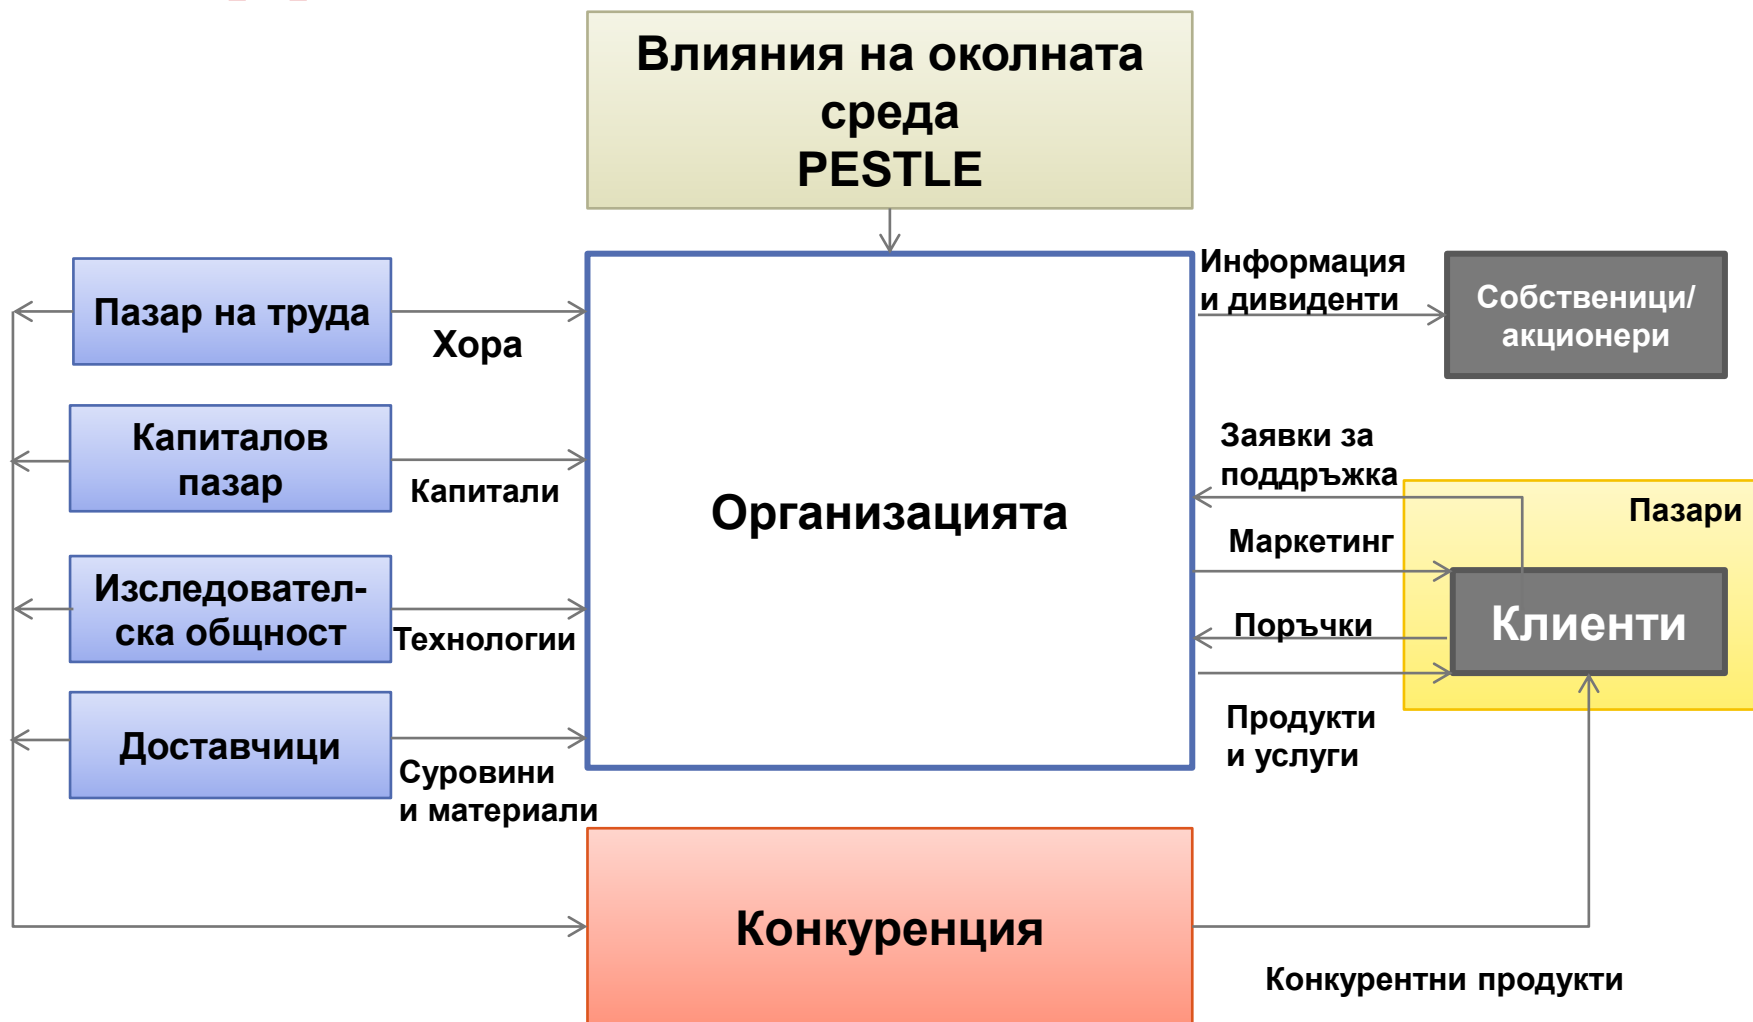 Влияния на околната
среда
PESTLE
Пазар на труда
Хора
Информация
и дивиденти
Собственици/
акционери
Капиталов
пазар
Капитали
Организацията
Заявки за
поддръжка
Пазари
Маркетинг
Изследовател-
ска общност
Технологии
Поръчки
Клиенти
Доставчици
Суровини
и материали
Продукти
и услуги
Конкуренция
Конкурентни продукти